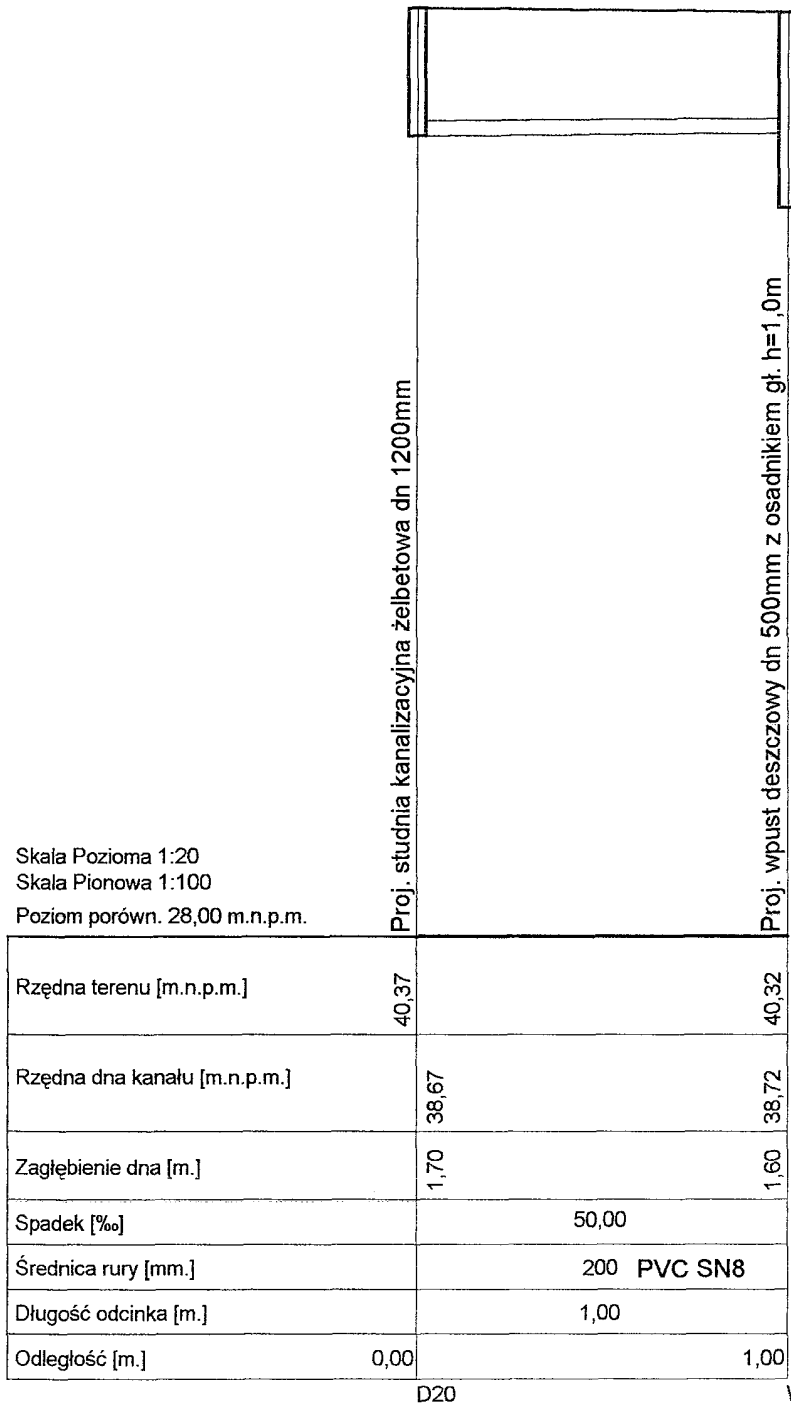 Proj. studnia kanalizacyjna żelbetowa dn 1200mm
Proj. wpust deszczowy dn 500mm z osadnikiem gł. h=1,0m
Skala Pozioma 1:20
Skala Pionowa 1:100
Poziom porówn. 28,00 m.n.p.m.
Rzędna terenu [m.n.p.m.] 40,37 40,32
Rzędna dna kanału [m.n.p.m.] 38,67 38,72
Zagłębienie dna [m.] 1,70 1,60
Spadek [‰] 50,00
Średnica rury [mm.] 200 PVC SN8
Długość odcinka [m.] 1,00
Odległość [m.] 0,00 1,00
D20